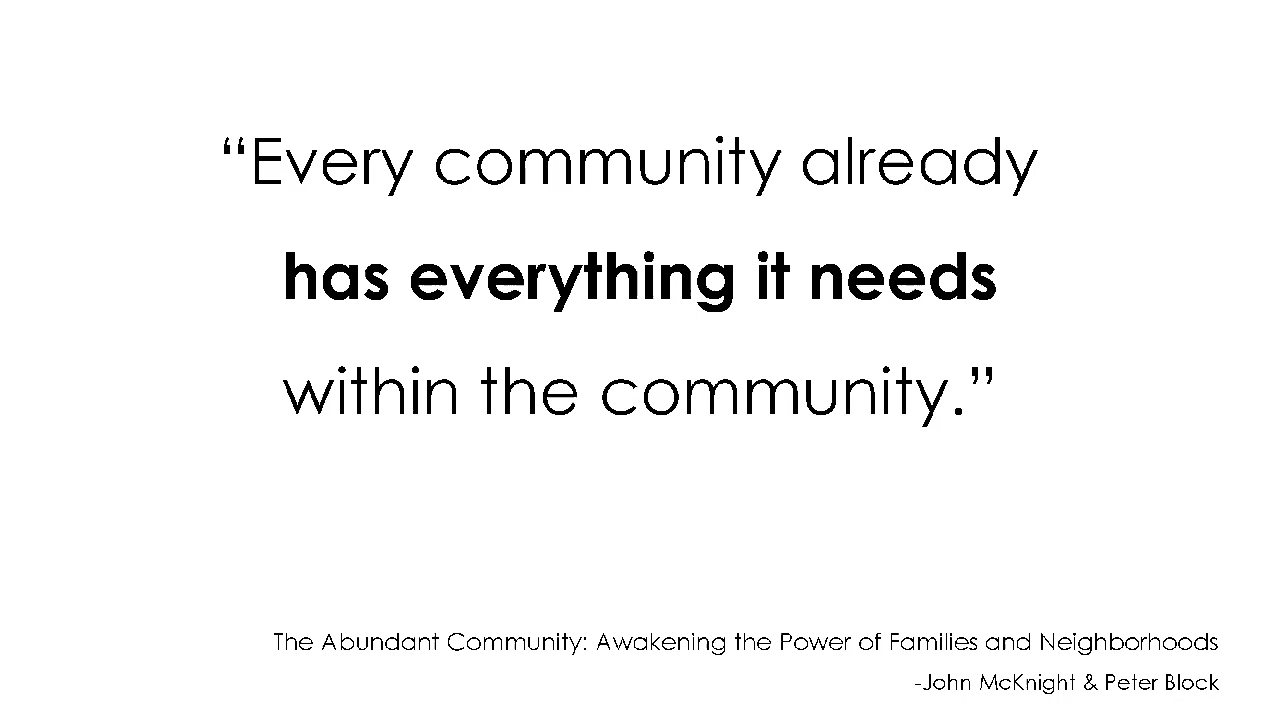 “Every community already
has everything it needs
within the community.”
The Abundant Community: Awakening the Power of Families and Neighborhoods
-John McKnight & Peter Block